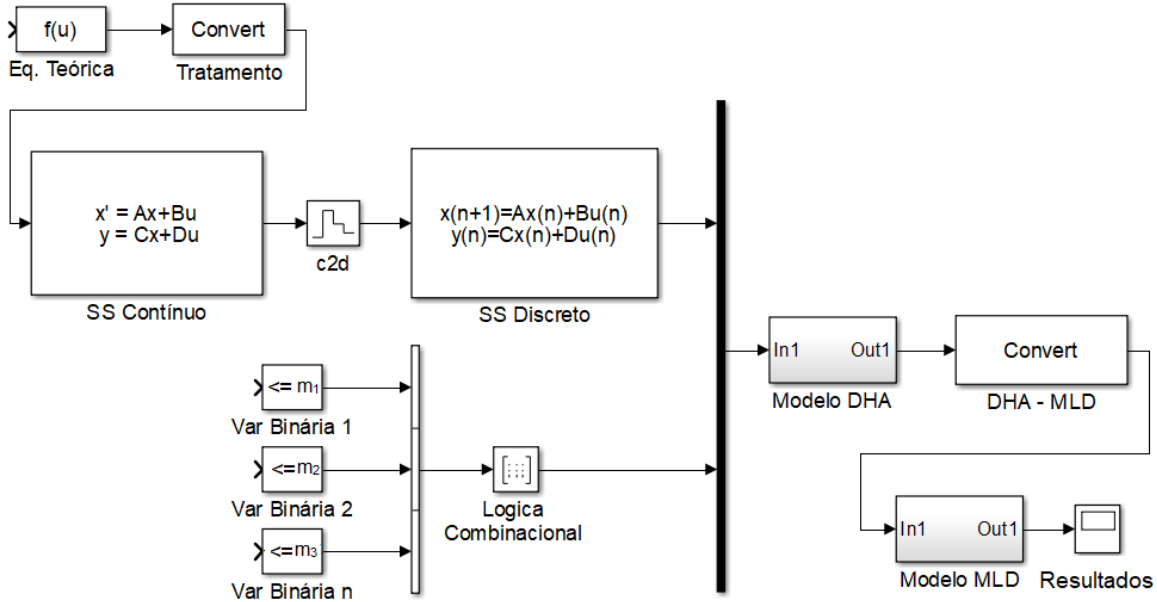 f(u)
Convert
Eq. Teórica
Tratamento
x' = Ax+Bu
y = Cx+Du
SS Contínuo
c2d
x(n+1)=Ax(n)+Bu(n)
y(n)=Cx(n)+Du(n)
SS Discreto
<= m1
Var Binária 1
<=m2
Var Binária 2
<=m3
Var Binária n
Logica
Combinacional
In1 Out1
Modelo DHA
Convert
DHA - MLD
In1 Out1
Modelo MLD
Resultados